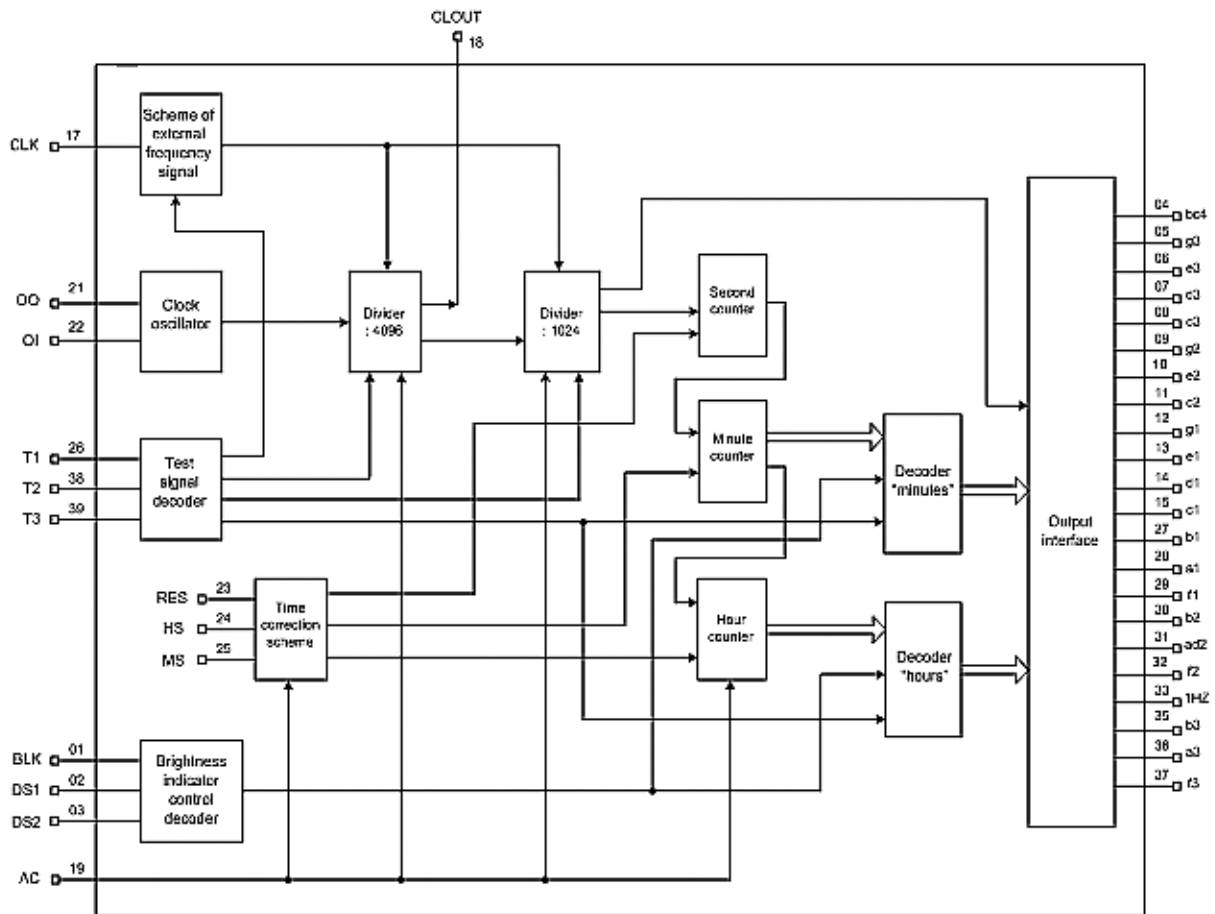 CLOUT
18
CLK
17
Scheme of
external
frequency
signal
OO
21
OI
22
Clock
oscillator
Divider
: 4096
Divider
: 1024
Second
counter
T1
26
T2
38
T3
39
Test
signal
decoder
Minute
counter
Decoder
"minutes"
Output
interface
RES
23
HS
24
MS
25
Time
correction
scheme
Hour
counter
Decoder
"hours"
BLK
01
DS1
02
DS2
03
Brightness
indicator
control
decoder
AC
19
04
bc4
05
g3
06
e3
07
08
c3
09
g2
10
e2
11
c2
12
g1
13
e1
14
d1
15
c1
27
b1
a1
29
f1
30
b2
31
ad2
32
f2
33
1HZ
35
b3
36
a3
37
f3